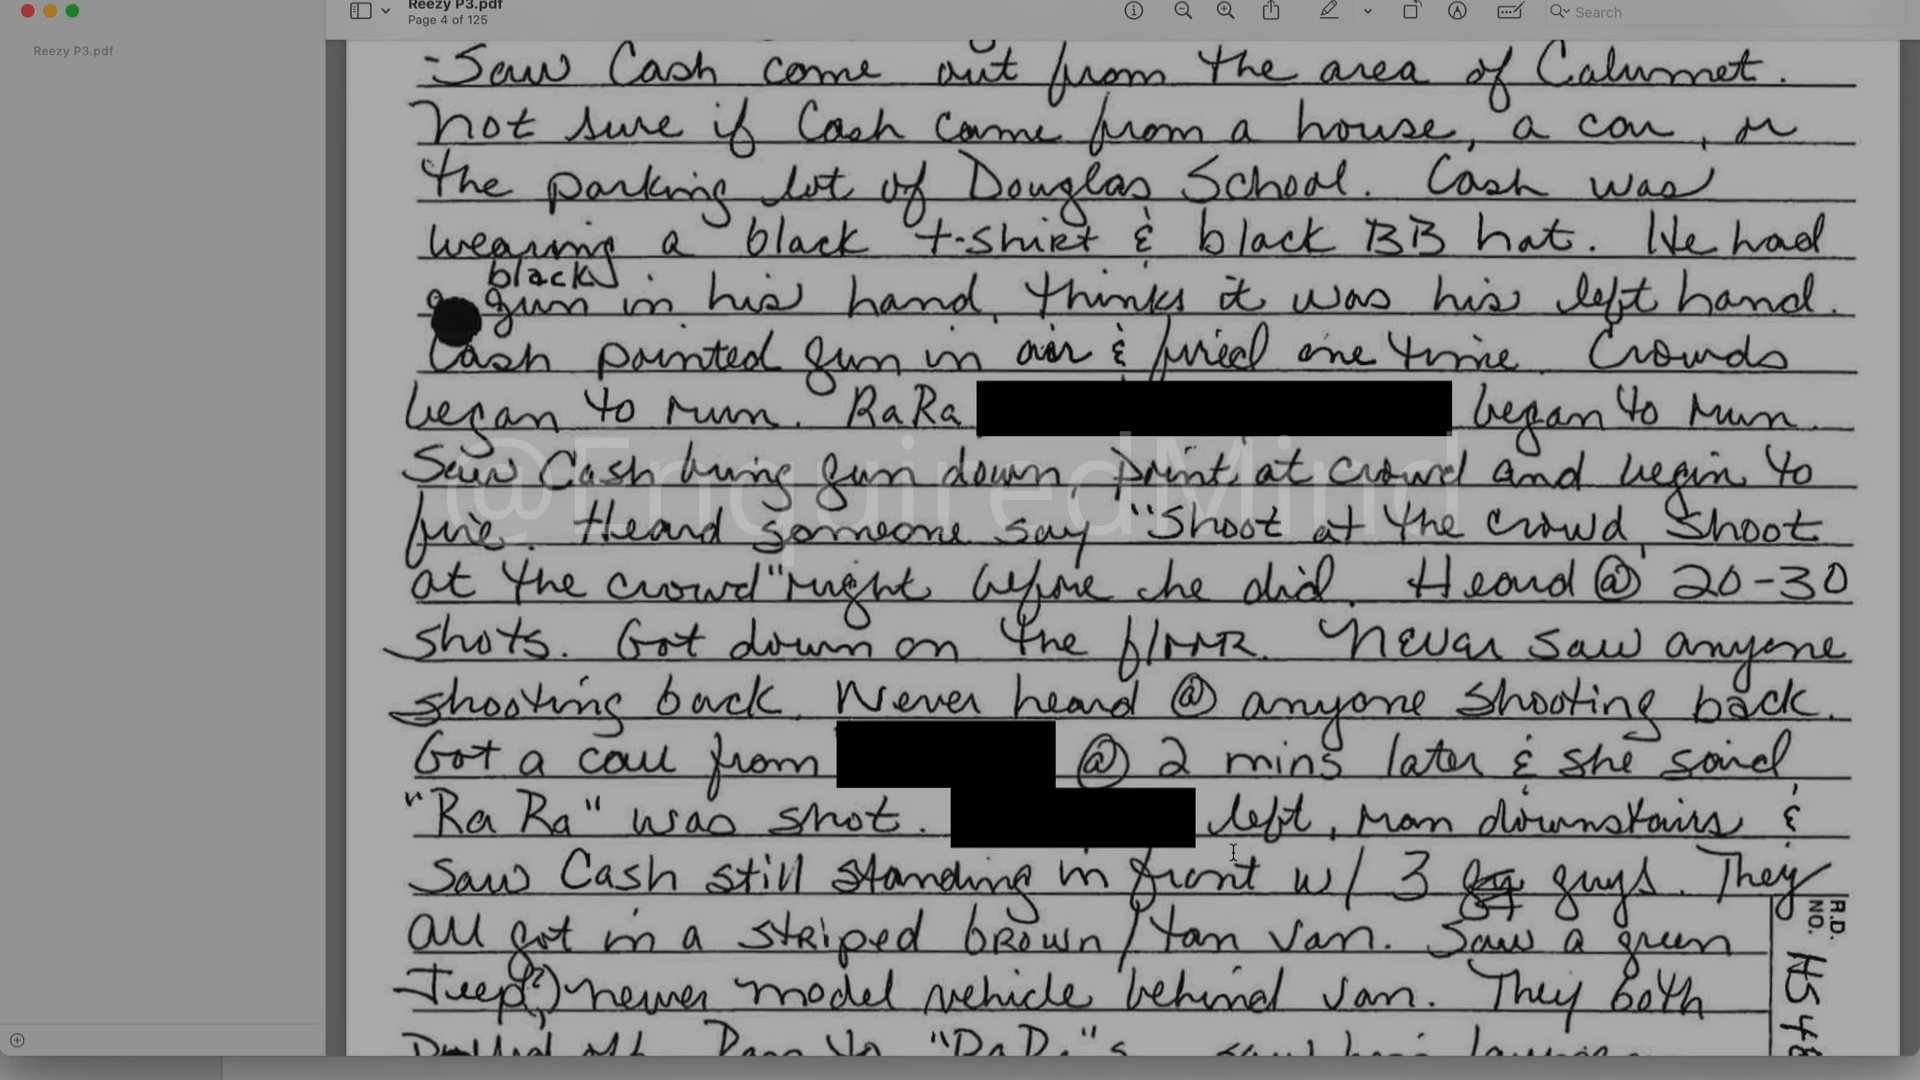 Reezy P3.pdf
Page 4 of 125
Search
Reezy P3.pdf
-Saw Cash come out from the area of Calumet.
Not sure if Cash came from a house, a car, or
the parking lot of Douglas School. Cash was
wearing a black t-shirt & black BB hat. He had
black
a gun in his hand, thinks it was his left hand.
Cash pointed gun in air & fired one time. Crowds
began to run. RaRa began to run.
Saw Cash bring gun down, point at crowd and begin to
fire. Heard someone say "Shoot at the crowd, Shoot
at the crowd" right before he did. Heard @ 20-30
shots. Got down on the floor. Never saw anyone
shooting back. Never heard @ anyone shooting back.
Got a call from @ 2 mins later & she said
"Ra Ra" was shot. left, ran downstairs &
Saw Cash still standing in front w/ 3 guys. They
all got in a striped brown/tan van. Saw a green
Jeep(?) newer model vehicle behind van. They both
@EnquiredMind
R.D. NO.